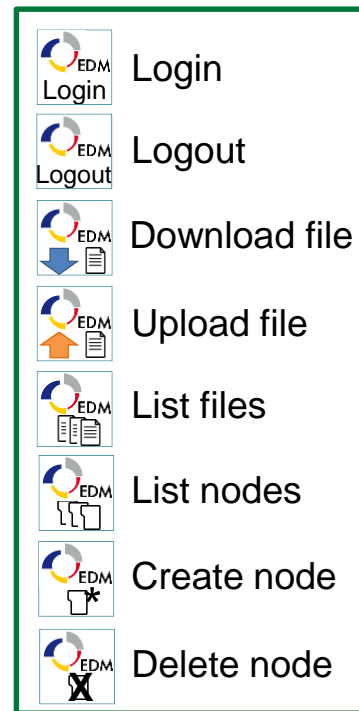 EDM
Login Login
EDM
Logout Logout
EDM
Download file
EDM
Upload file
EDM
List files
EDM
List nodes
EDM
* Create node
EDM
X Delete node